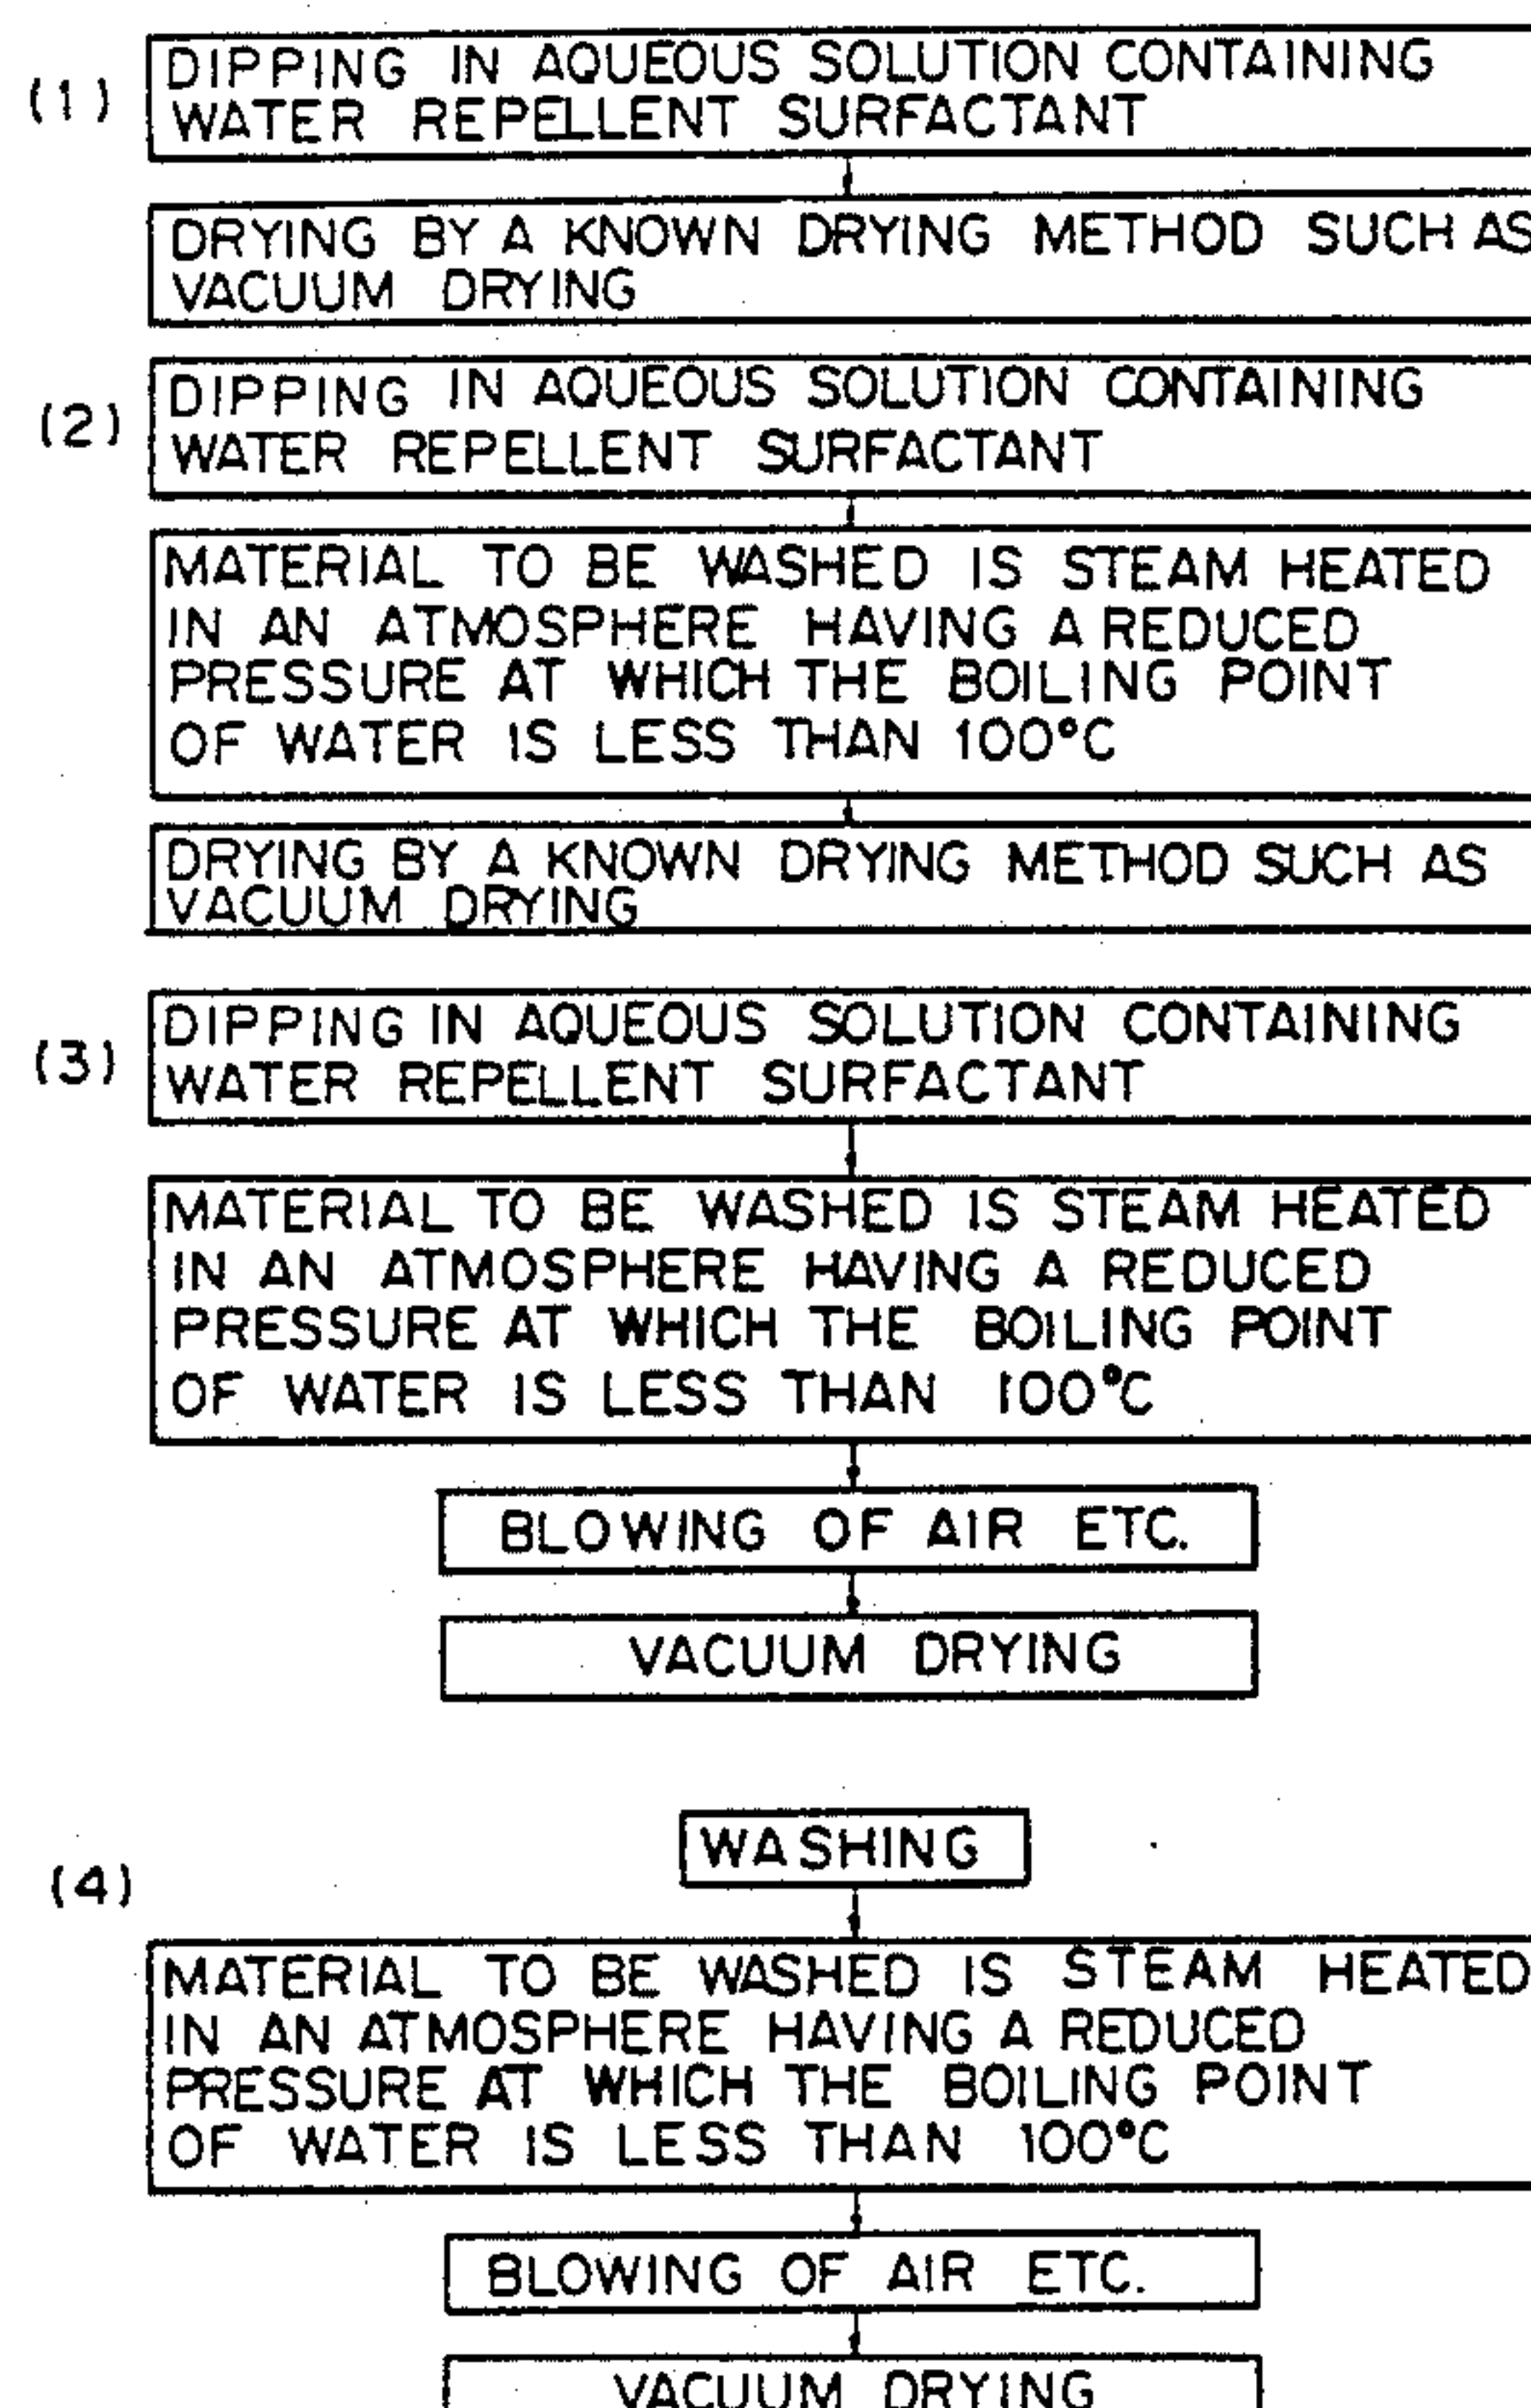 (1)
DIPPING IN AQUEOUS SOLUTION CONTAINING
WATER REPELLENT SURFACTANT
DRYING BY A KNOWN DRYING METHOD SUCH AS
VACUUM DRYING
(2)
DIPPING IN AQUEOUS SOLUTION CONTAINING
WATER REPELLENT SURFACTANT
MATERIAL TO BE WASHED IS STEAM HEATED
IN AN ATMOSPHERE HAVING A REDUCED
PRESSURE AT WHICH THE BOILING POINT
OF WATER IS LESS THAN 100°C
DRYING BY A KNOWN DRYING METHOD SUCH AS
VACUUM DRYING
(3)
DIPPING IN AQUEOUS SOLUTION CONTAINING
WATER REPELLENT SURFACTANT
MATERIAL TO BE WASHED IS STEAM HEATED
IN AN ATMOSPHERE HAVING A REDUCED
PRESSURE AT WHICH THE BOILING POINT
OF WATER IS LESS THAN 100°C
BLOWING OF AIR ETC.
VACUUM DRYING
(4)
WASHING
MATERIAL TO BE WASHED IS STEAM HEATED
IN AN ATMOSPHERE HAVING A REDUCED
PRESSURE AT WHICH THE BOILING POINT
OF WATER IS LESS THAN 100°C
BLOWING OF AIR ETC.
VACUUM DRYING